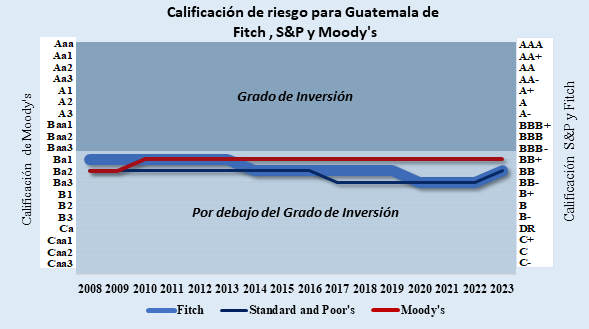 Calificación de riesgo para Guatemala de
Fitch , S&P y Moody's
Calificación de Moody's
Aaa
Aa1
Aa2
Aa3
A1
A2
A3
Baa1
Baa2
Baa3
Ba1
Ba2
Ba3
B1
B2
B3
Ca
Caa1
Caa2
Caa3
Grado de Inversión
Por debajo del Grado de Inversión
AAA
AA+
AA
AA-
A+
A
A-
BBB+
BBB
BBB-
BB+
BB
BB-
B+
B
B-
DR
C+
C
C-
Calificación S&P y Fitch
2008 2009 2010 2011 2012 2013 2014 2015 2016 2017 2018 2019 2020 2021 2022 2023
Fitch Standard and Poor's Moody's